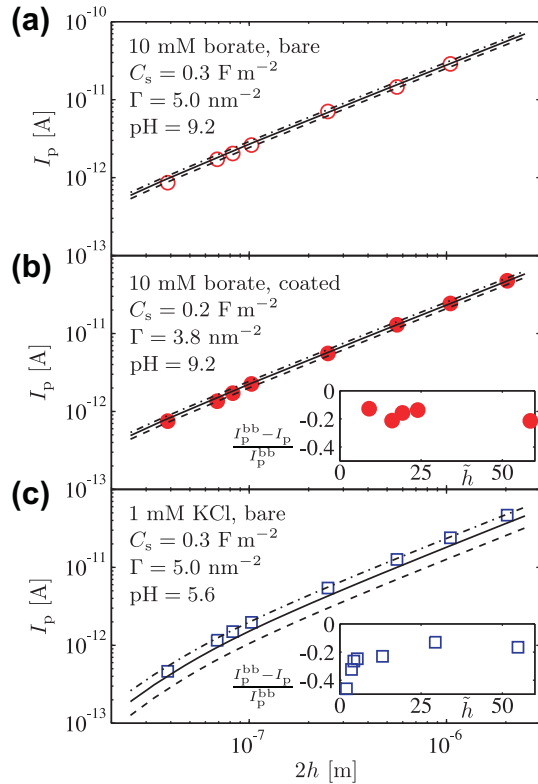 (a)
10⁻¹⁰
10⁻¹¹
10⁻¹²
10⁻¹³
I_p [A]
10 mM borate, bare
C_s = 0.3 F m⁻²
Γ = 5.0 nm⁻²
pH = 9.2
(b)
10⁻¹¹
10⁻¹²
10⁻¹³
I_p [A]
10 mM borate, coated
C_s = 0.2 F m⁻²
Γ = 3.8 nm⁻²
pH = 9.2
0
-0.2
-0.4
I_p^bb − I_p
I_p^bb
0 25 h̃ 50
(c)
10⁻¹¹
10⁻¹²
10⁻¹³
I_p [A]
1 mM KCl, bare
C_s = 0.3 F m⁻²
Γ = 5.0 nm⁻²
pH = 5.6
0
-0.2
-0.4
I_p^bb − I_p
I_p^bb
0 25 h̃ 50
10⁻⁷ 10⁻⁶
2h [m]